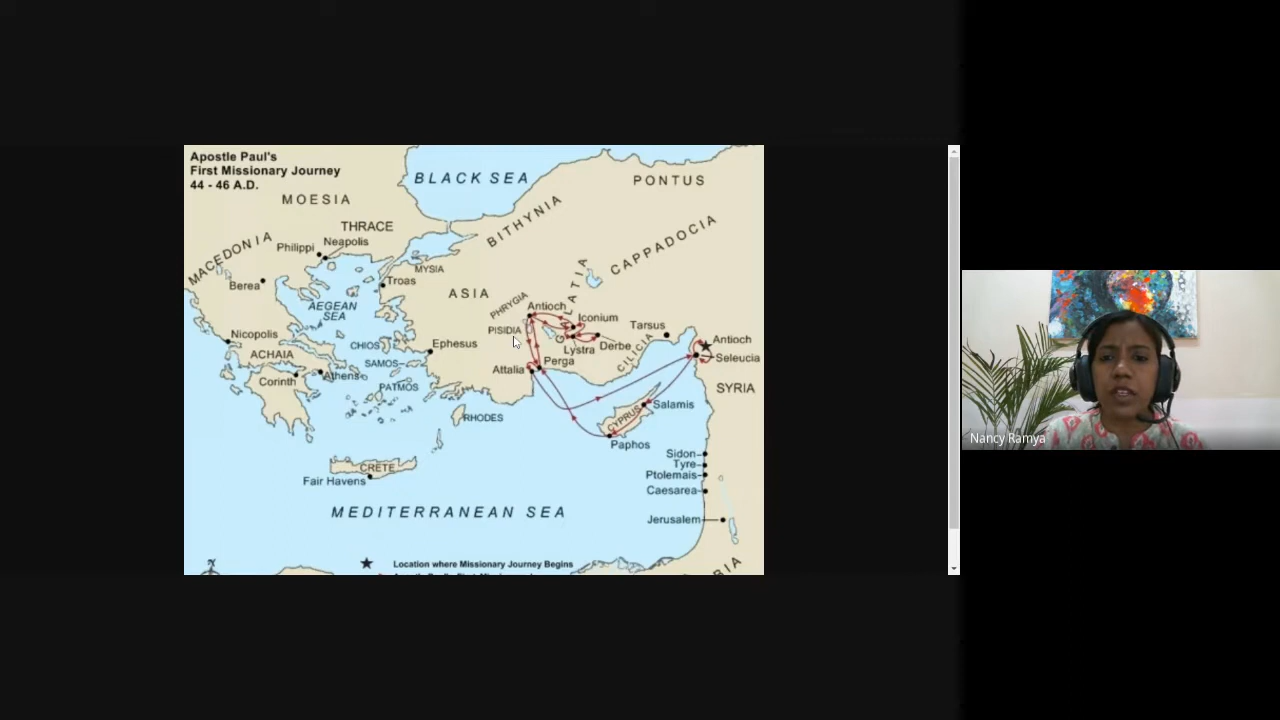 Apostle Paul's
First Missionary Journey
44 - 46 A.D.
BLACK SEA
PONTUS
MOESIA
THRACE
BITHYNIA
CAPPADOCIA
MACEDONIA
Philippi
Neapolis
MYSIA
Troas
Berea
ASIA
AEGEAN
SEA
PHRYGIA
Antioch
GALATIA
Iconium
Tarsus
PISIDIA
Nicopolis
ACHAIA
CHIOS
Ephesus
Lystra
Derbe
CILICIA
Antioch
Seleucia
SAMOS
Perga
Attalia
Corinth
Athens
PATMOS
SYRIA
RHODES
CYPRUS
Salamis
Paphos
CRETE
Fair Havens
Sidon
Tyre
Ptolemais
Caesarea
Jerusalem
MEDITERRANEAN SEA
Location where Missionary Journey Begins
Nancy Ramya